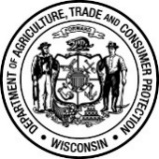 DEPARTMENT OF AGRICULTURE, TRADE AND CONSUMER PROTECTION
FORWARD
• WISCONSIN •